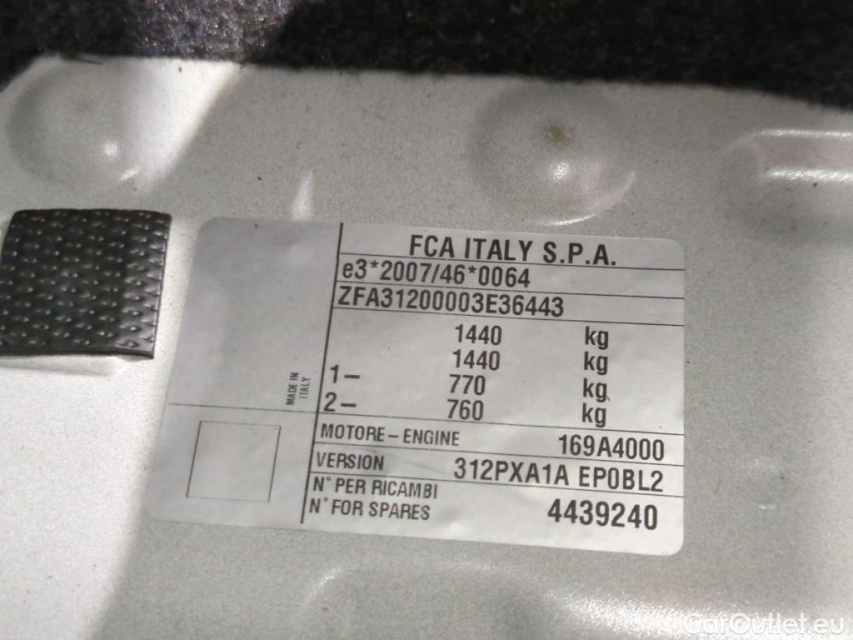 FCA ITALY S.P.A.
e3*2007/46*0064
ZFA31200003E36443
1440 kg
1440 kg
1– 770 kg
2– 760 kg
MADE IN
ITALY
MOTORE–ENGINE 169A4000
VERSION 312PXA1A EP0BL2
N° PER RICAMBI
N° FOR SPARES 4439240
CarOutlet.eu